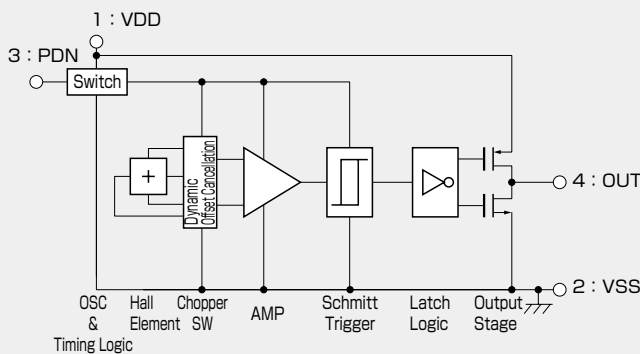 1 : VDD
3 : PDN
Switch
Dynamic
Offset Cancellation
4 : OUT
2 : VSS
OSC
&
Timing Logic
Hall
Element
Chopper
SW
AMP
Schmitt
Trigger
Latch
Logic
Output
Stage